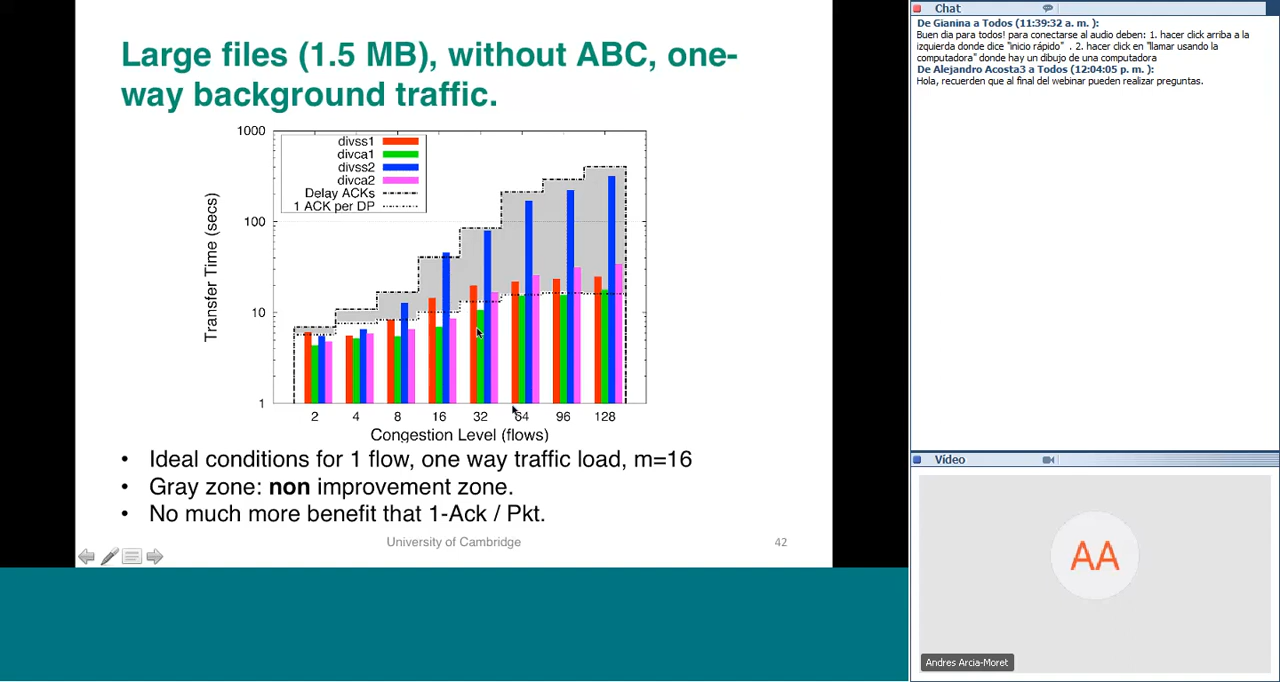 Large files (1.5 MB), without ABC, one-
way background traffic.
1000
100
10
1
Transfer Time (secs)
divss1
divca1
divss2
divca2
Delay ACKs
1 ACK per DP
2 4 8 16 32 64 96 128
Congestion Level (flows)
• Ideal conditions for 1 flow, one way traffic load, m=16
• Gray zone: non improvement zone.
• No much more benefit that 1-Ack / Pkt.
University of Cambridge
42
Chat
De Gianina a Todos (11:39:32 a. m. ):
Buen dia para todos! para conectarse al audio deben: 1. hacer click arriba a la
izquierda donde dice "inicio rápido" . 2. hacer click en "llamar usando la
computadora" donde hay un dibujo de una computadora
De Alejandro Acosta3 a Todos (12:04:05 p. m. ):
Hola, recuerden que al final del webinar pueden realizar preguntas.
Vídeo
AA
Andres Arcia-Moret